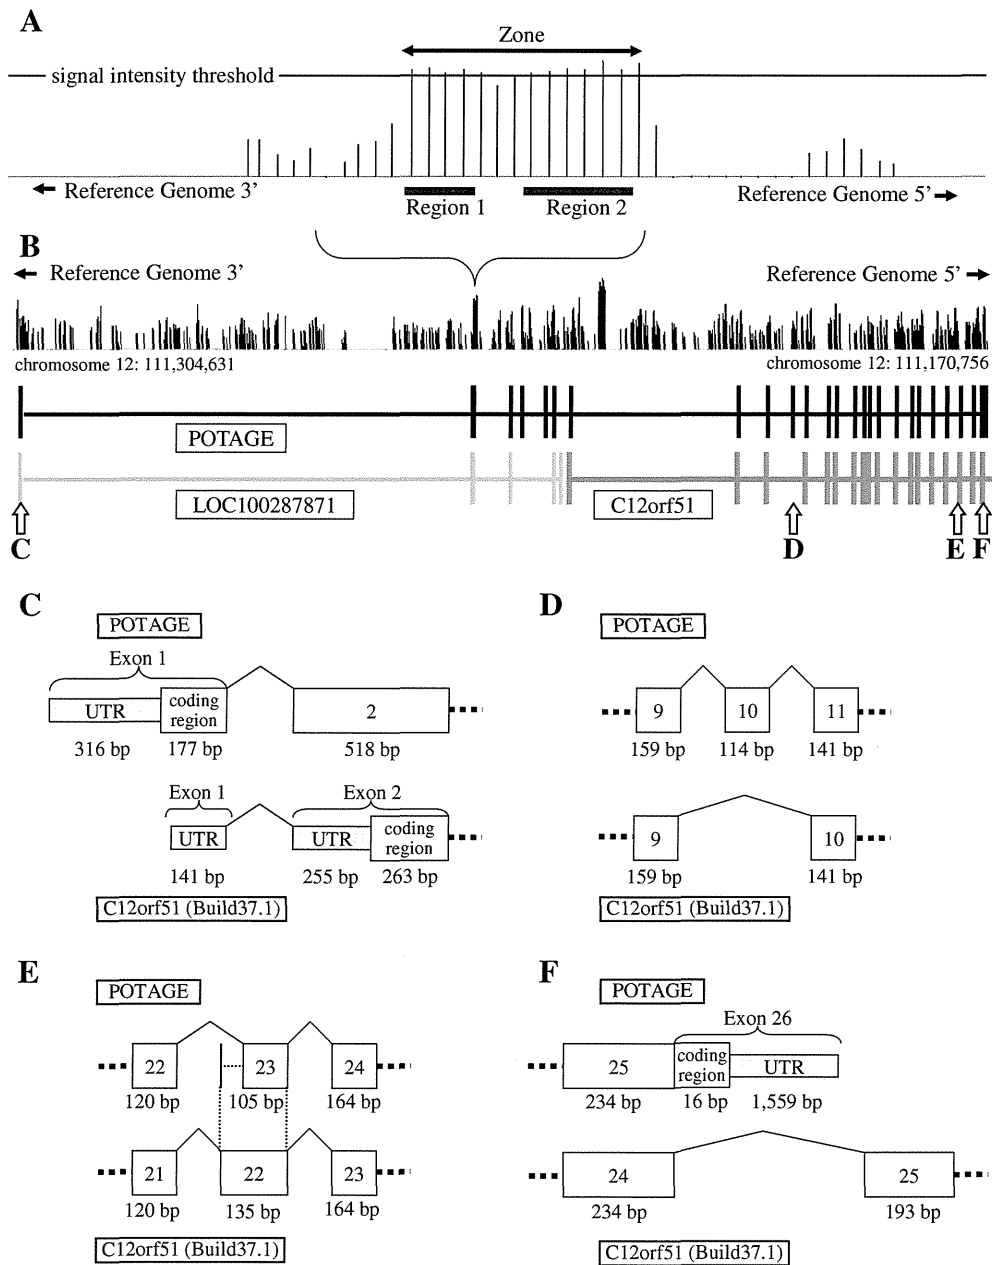 A
Zone
signal intensity threshold
Reference Genome 3’
Region 1
Region 2
Reference Genome 5’
B
Reference Genome 3’
Reference Genome 5’
chromosome 12: 111,304,631
chromosome 12: 111,170,756
POTAGE
LOC100287871
C12orf51
C
D
E
F
C
POTAGE
Exon 1
UTR
coding
region
2
316 bp
177 bp
518 bp
Exon 1
Exon 2
UTR
UTR
coding
region
141 bp
255 bp
263 bp
C12orf51 (Build37.1)
D
POTAGE
9
10
11
159 bp
114 bp
141 bp
9
10
159 bp
141 bp
C12orf51 (Build37.1)
E
POTAGE
22
23
24
120 bp
105 bp
164 bp
21
22
23
120 bp
135 bp
164 bp
C12orf51 (Build37.1)
F
POTAGE
Exon 26
25
coding
region
UTR
234 bp
16 bp
1,559 bp
24
25
234 bp
193 bp
C12orf51 (Build37.1)